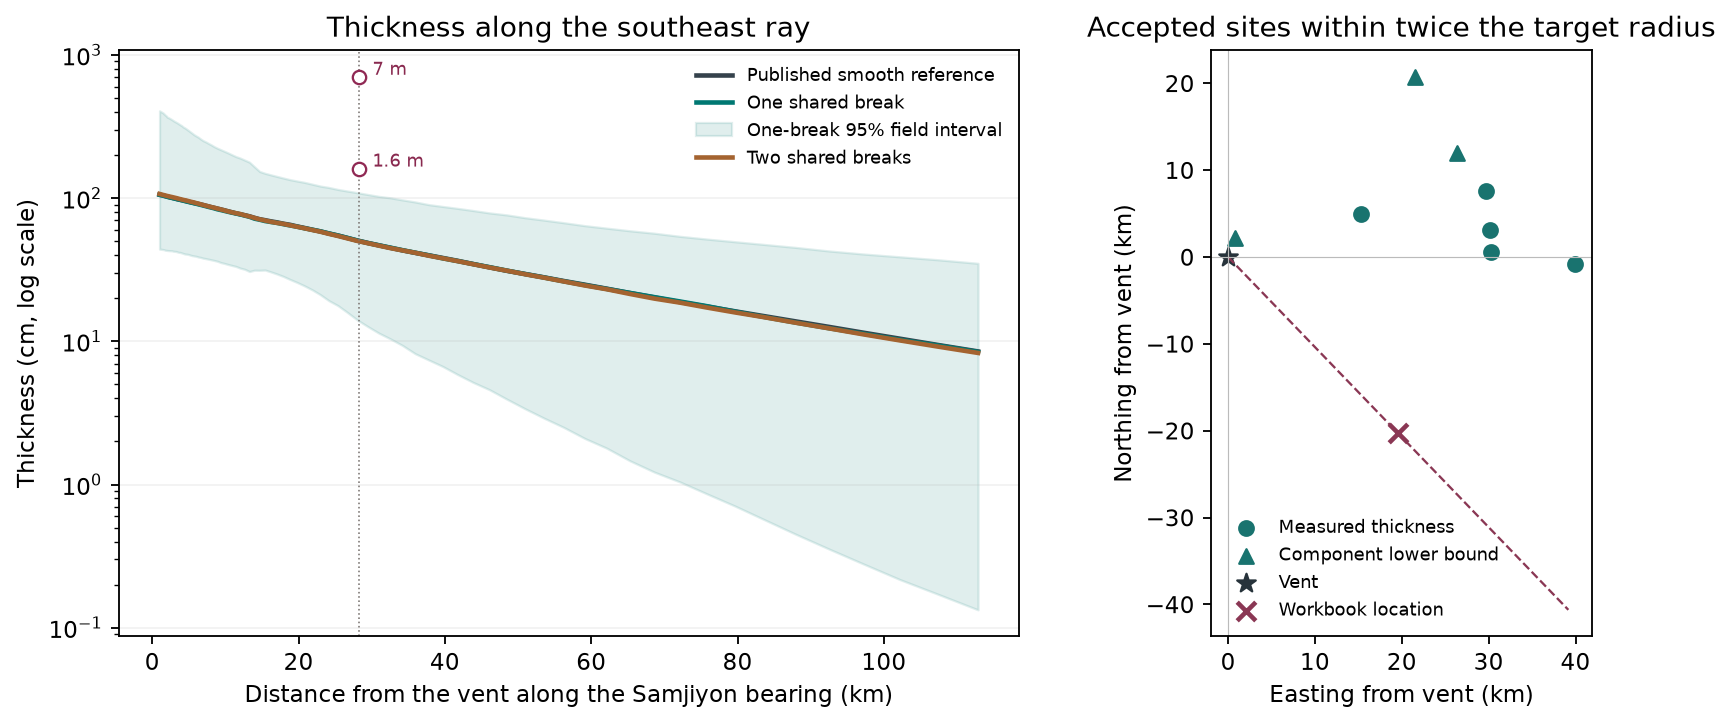 Thickness along the southeast ray
Thickness (cm, log scale)
10³
10²
10¹
10⁰
10⁻¹
7 m
1.6 m
Published smooth reference
One shared break
One-break 95% field interval
Two shared breaks
0 20 40 60 80 100
Distance from the vent along the Samjiyon bearing (km)
Accepted sites within twice the target radius
Northing from vent (km)
20
10
0
−10
−20
−30
−40
Measured thickness
Component lower bound
Vent
Workbook location
0 10 20 30 40
Easting from vent (km)